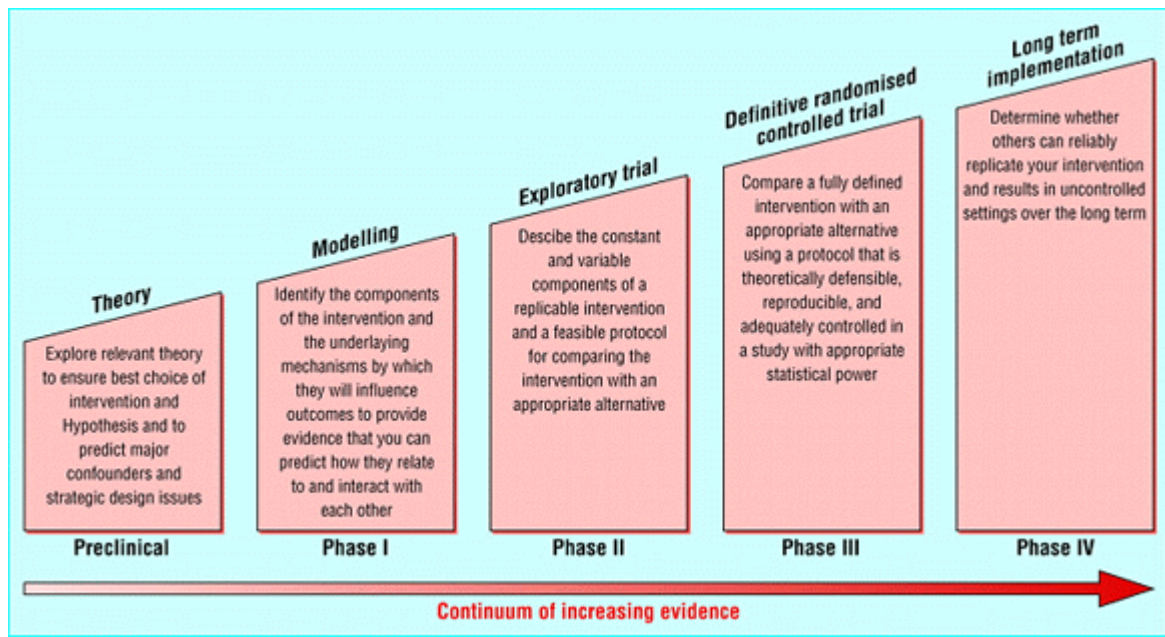 Theory
Explore relevant theory
to ensure best choice of
intervention and
Hypothesis and to
predict major
confounders and
strategic design issues
Preclinical
Modelling
Identify the components
of the intervention and
the underlaying
mechanisms by which
they will influence
outcomes to provide
evidence that you can
predict how they relate
to and interact with
each other
Phase I
Exploratory trial
Descibe the constant
and variable
components of a
replicable intervention
and a feasible protocol
for comparing the
intervention with an
appropriate alternative
Phase II
Definitive randomised
controlled trial
Compare a fully defined
intervention with an
appropriate alternative
using a protocol that is
theoretically defensible,
reproducible, and
adequately controlled in
a study with appropriate
statistical power
Phase III
Long term
implementation
Determine whether
others can reliably
replicate your intervention
and results in uncontrolled
settings over the long term
Phase IV
Continuum of increasing evidence